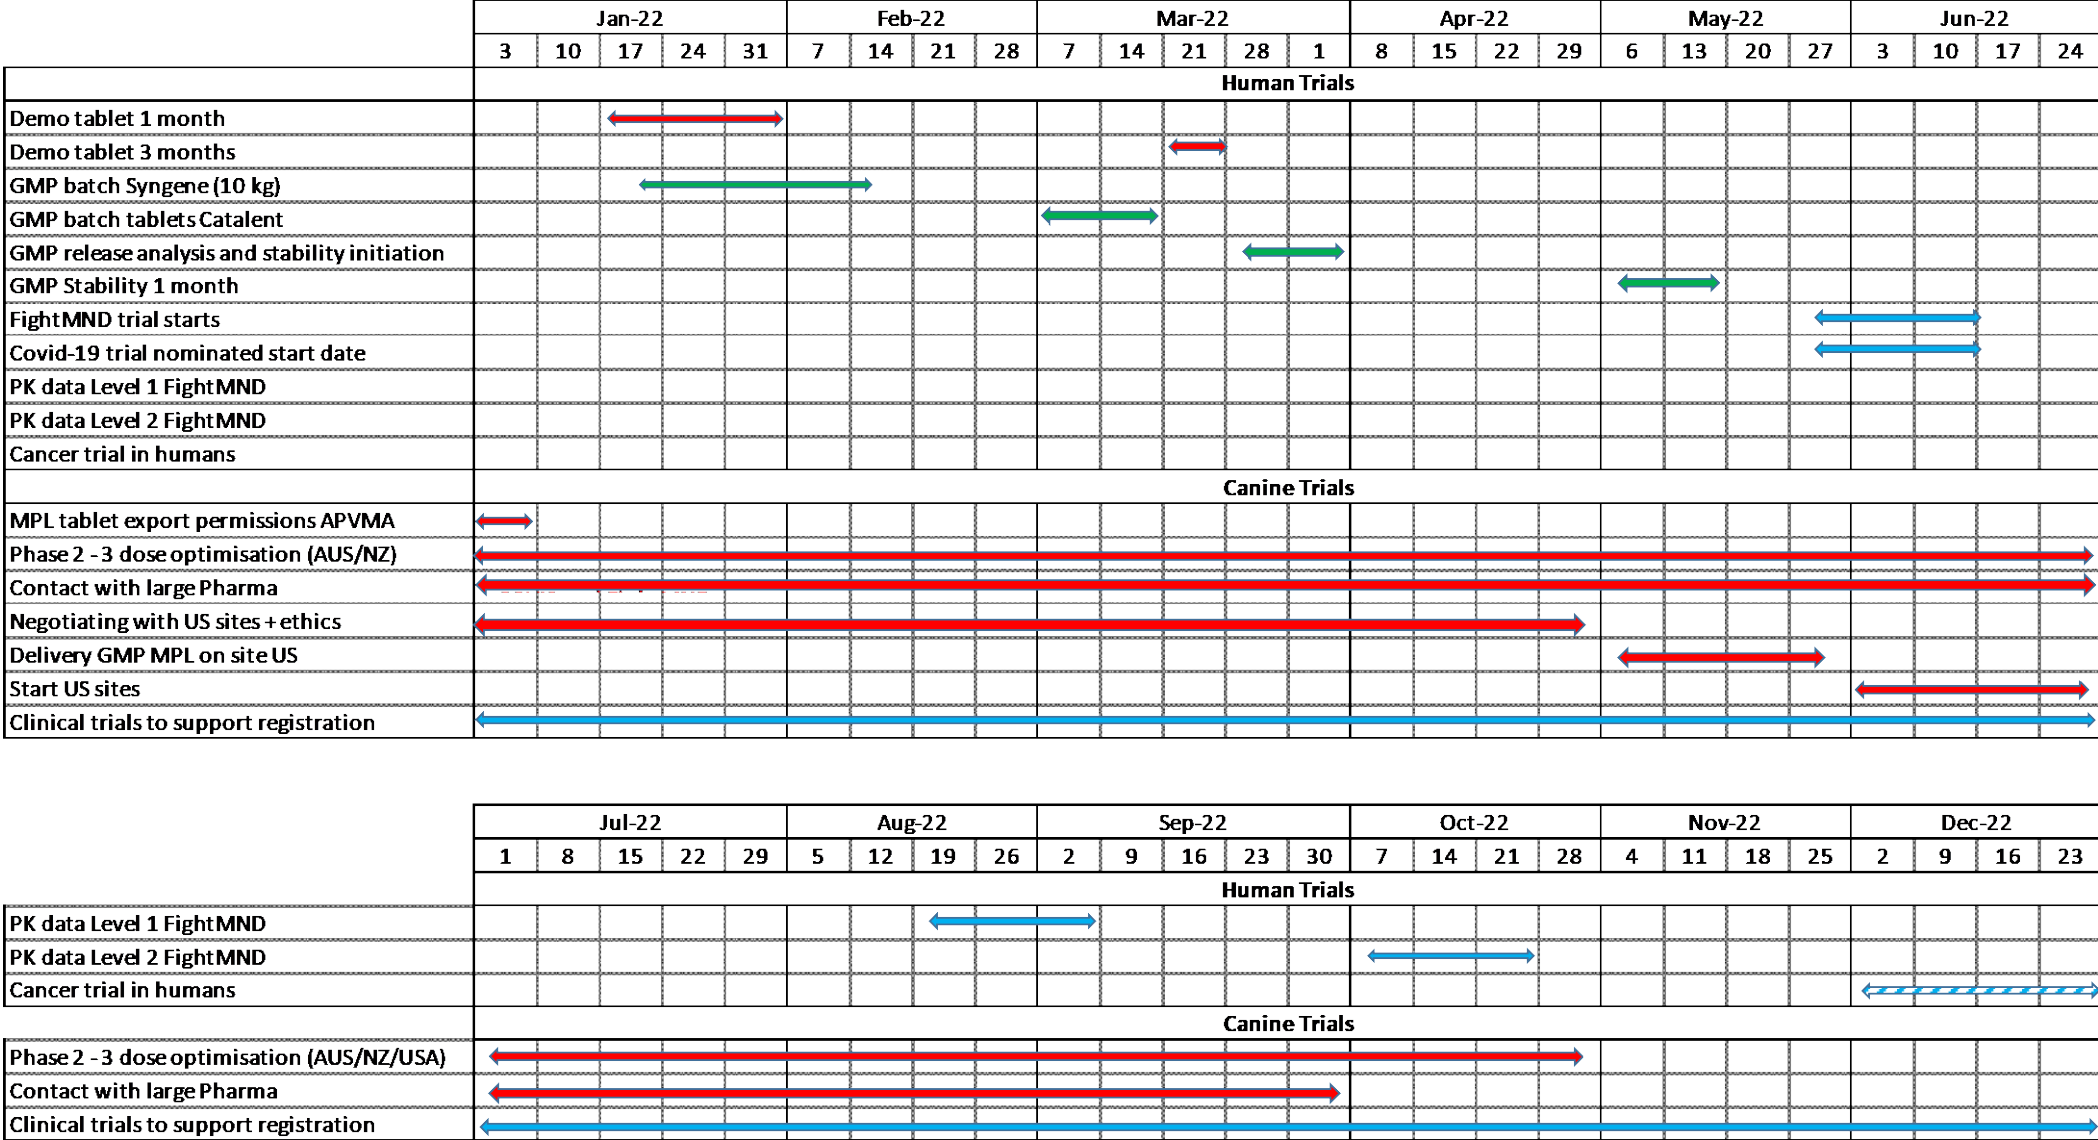 Jan-22 Feb-22 Mar-22 Apr-22 May-22 Jun-22
3 10 17 24 31 7 14 21 28 7 14 21 28 1 8 15 22 29 6 13 20 27 3 10 17 24
Human Trials
Demo tablet 1 month
Demo tablet 3 months
GMP batch Syngene (10 kg)
GMP batch tablets Catalent
GMP release analysis and stability initiation
GMP Stability 1 month
FightMND trial starts
Covid-19 trial nominated start date
PK data Level 1 FightMND
PK data Level 2 FightMND
Cancer trial in humans
Canine Trials
MPL tablet export permissions APVMA
Phase 2 - 3 dose optimisation (AUS/NZ)
Contact with large Pharma
Negotiating with US sites + ethics
Delivery GMP MPL on site US
Start US sites
Clinical trials to support registration
Jul-22 Aug-22 Sep-22 Oct-22 Nov-22 Dec-22
1 8 15 22 29 5 12 19 26 2 9 16 23 30 7 14 21 28 4 11 18 25 2 9 16 23
Human Trials
PK data Level 1 FightMND
PK data Level 2 FightMND
Cancer trial in humans
Canine Trials
Phase 2 - 3 dose optimisation (AUS/NZ/USA)
Contact with large Pharma
Clinical trials to support registration